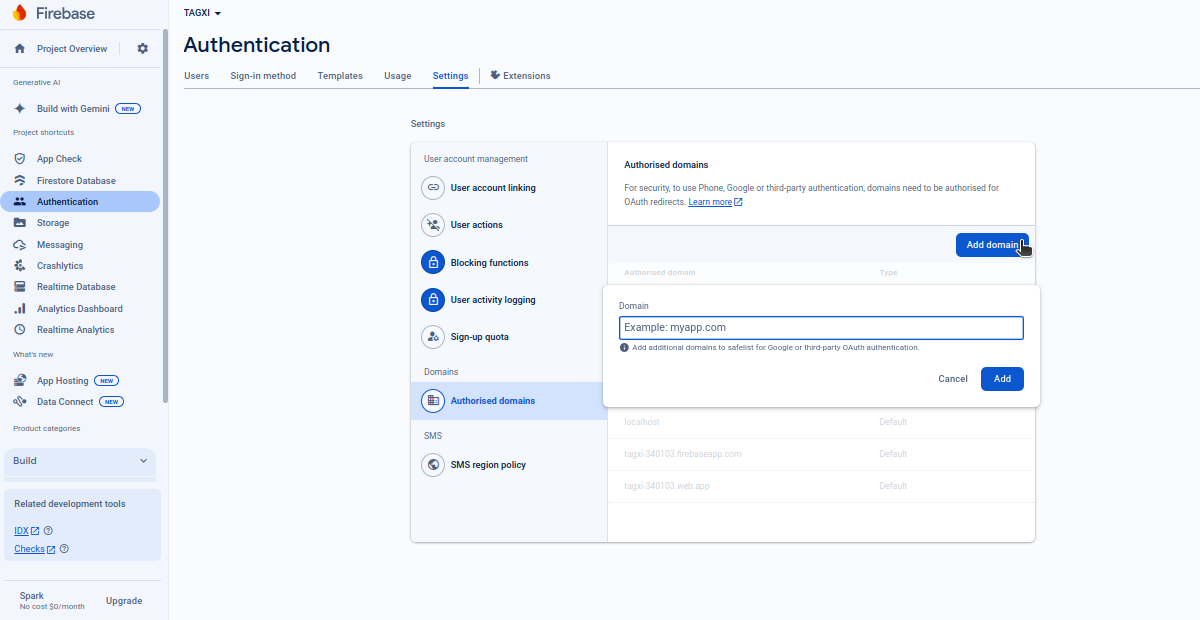 Firebase
Project Overview
Generative AI
Build with Gemini NEW
Project shortcuts
App Check
Firestore Database
Authentication
Storage
Messaging
Crashlytics
Realtime Database
Analytics Dashboard
Realtime Analytics
What's new
App Hosting NEW
Data Connect NEW
Product categories
Build
Related development tools
IDX
Checks
Spark
No cost $0/month
Upgrade
TAGXI
Authentication
Users Sign-in method Templates Usage Settings Extensions
Settings
User account management
User account linking
User actions
Blocking functions
User activity logging
Sign-up quota
Domains
Authorised domains
SMS
SMS region policy
Authorised domains
For security, to use Phone, Google or third-party authentication, domains need to be authorised for
OAuth redirects. Learn more
Add domain
Authorised domain Type
Domain
Example: myapp.com
Add additional domains to safelist for Google or third-party OAuth authentication.
Cancel Add
localhost Default
tagxi-340103.firebaseapp.com Default
tagxi-340103.web.app Default